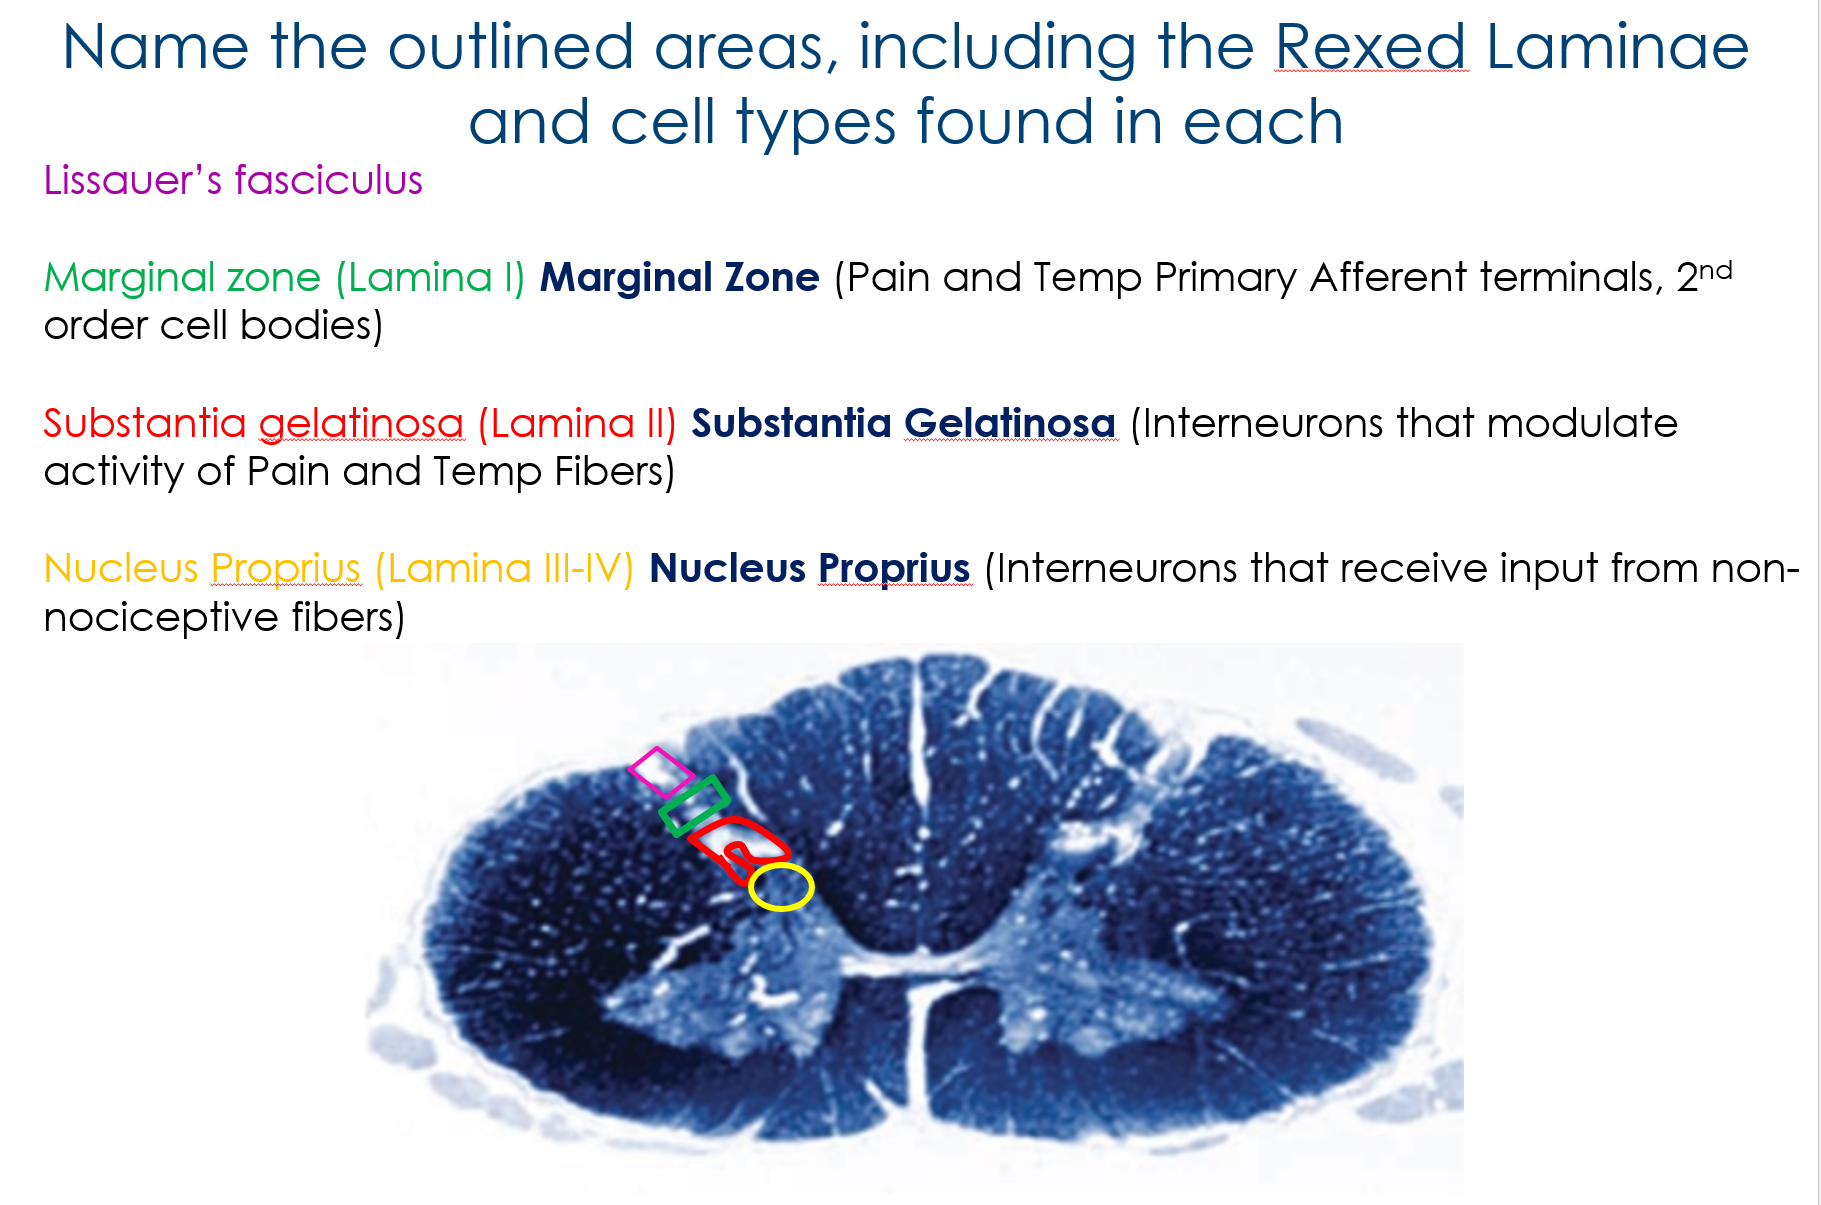 Name the outlined areas, including the Rexed Laminae
and cell types found in each
Lissauer’s fasciculus
Marginal zone (Lamina I) Marginal Zone (Pain and Temp Primary Afferent terminals, 2nd
order cell bodies)
Substantia gelatinosa (Lamina II) Substantia Gelatinosa (Interneurons that modulate
activity of Pain and Temp Fibers)
Nucleus Proprius (Lamina III-IV) Nucleus Proprius (Interneurons that receive input from non-
nociceptive fibers)